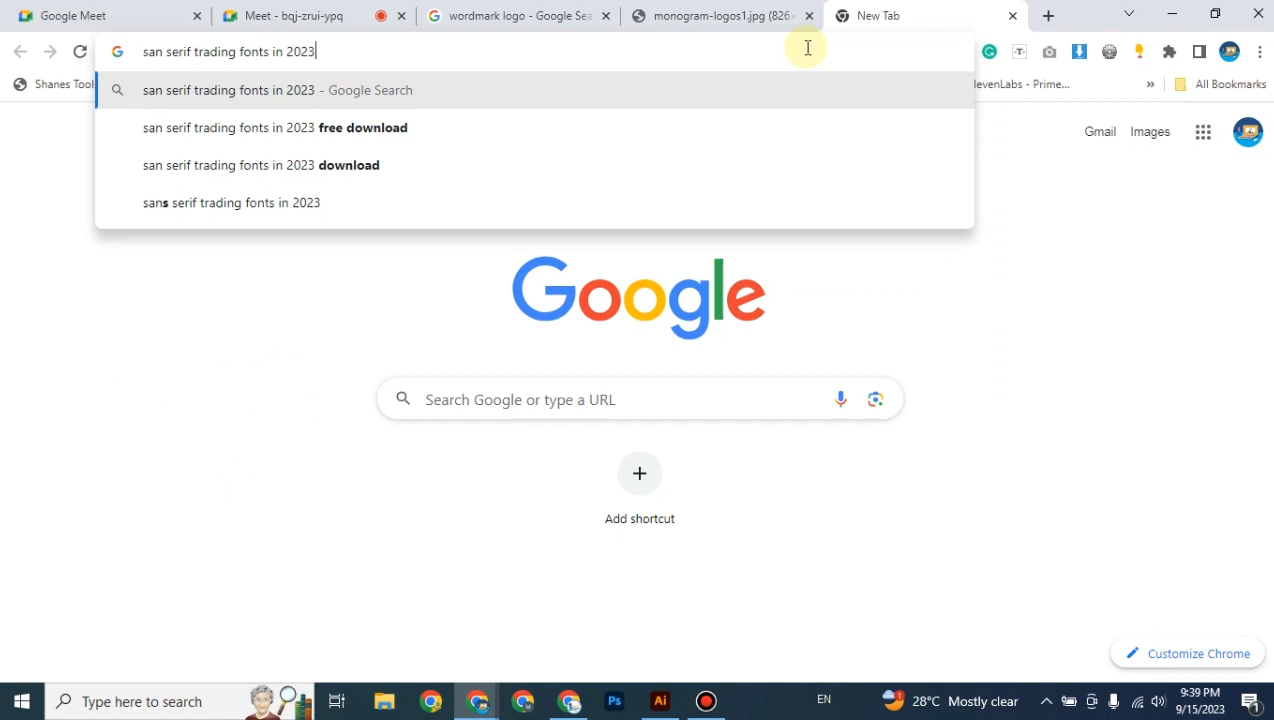 Google Meet
Meet - bqj-zrui-ypq
wordmark logo - Google Sea
monogram-logos1.jpg (826×
New Tab
san serif trading fonts in 2023
Shanes Tool
levenLabs - Prime...
All Bookmarks
san serif trading fonts in 2023 - Google Search
san serif trading fonts in 2023 free download
san serif trading fonts in 2023 download
sans serif trading fonts in 2023
Gmail Images
Google
Search Google or type a URL
Add shortcut
Customize Chrome
Type here to search
Ps
Ai
EN
28°C Mostly clear
9:39 PM
9/15/2023